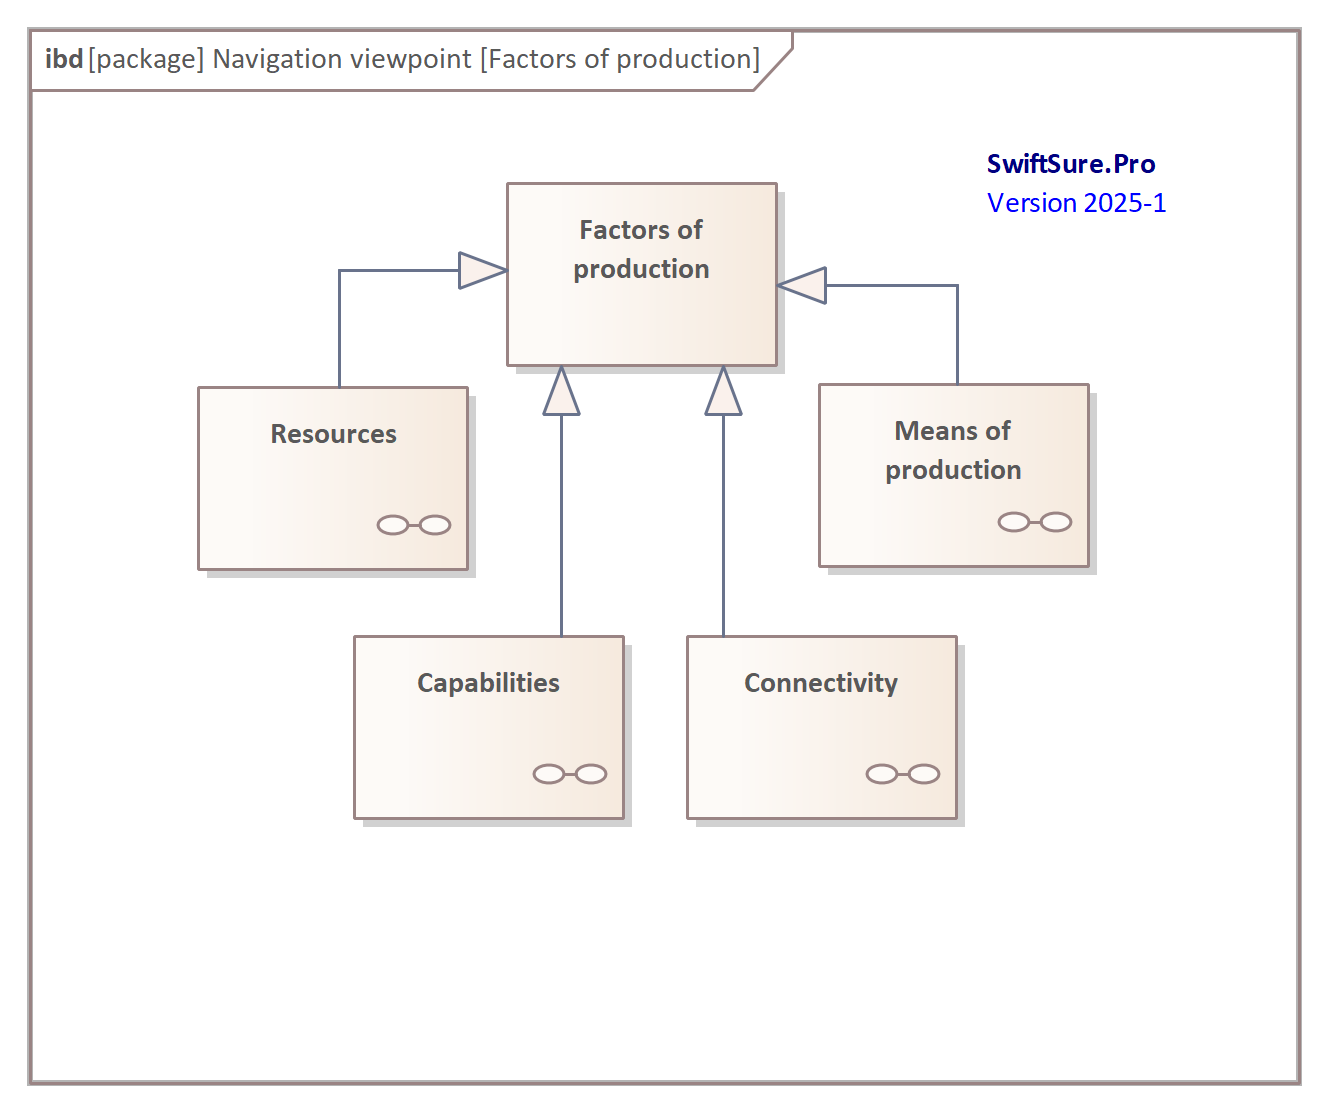 ibd [package] Navigation viewpoint [Factors of production]
SwiftSure.Pro
Version 2025-1
Factors of
production
Resources
Means of
production
Capabilities
Connectivity